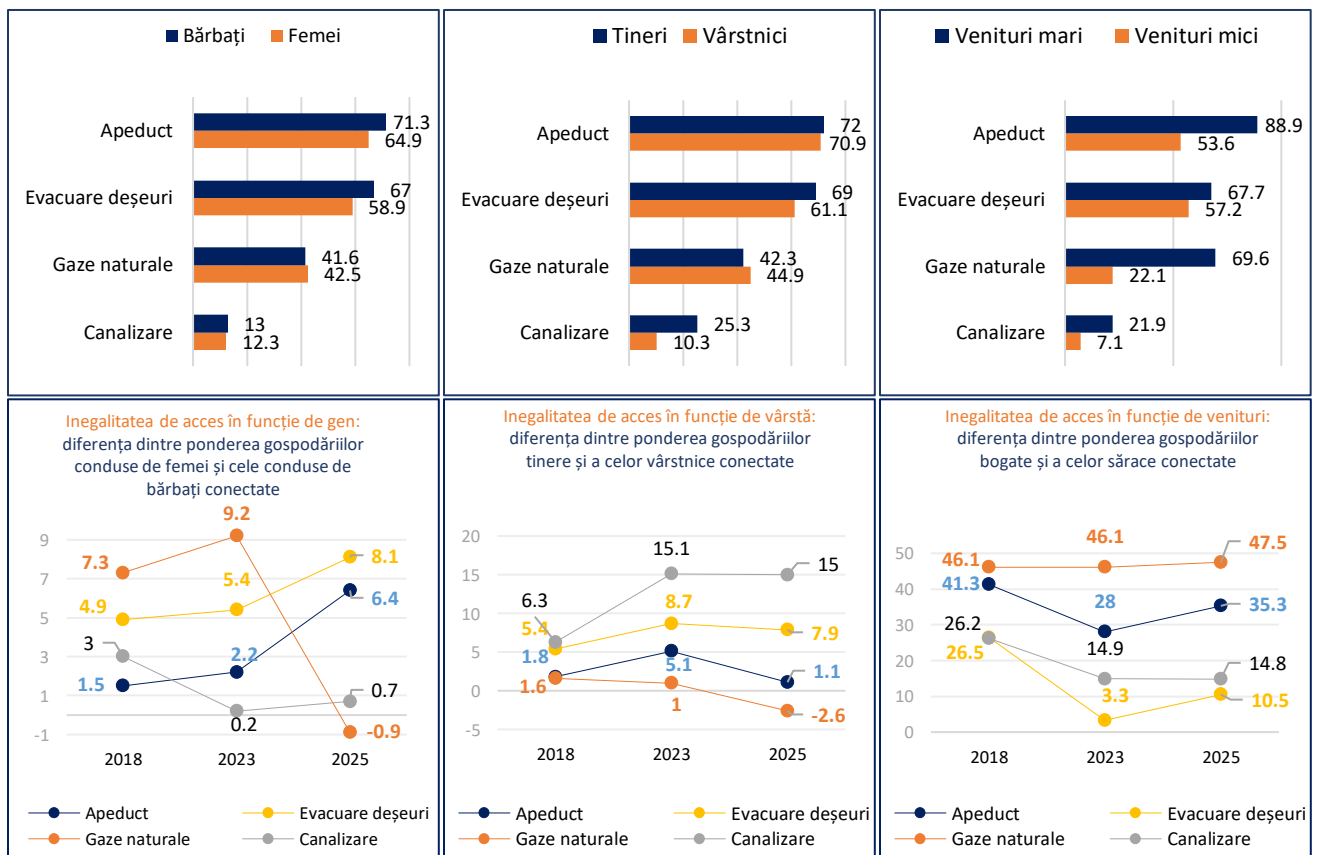 Bărbați Femei
Apeduct
71.3
64.9
Evacuare deșeuri
67
58.9
Gaze naturale
41.6
42.5
Canalizare
13
12.3
Tineri Vârstnici
Apeduct
72
70.9
Evacuare deșeuri
69
61.1
Gaze naturale
42.3
44.9
Canalizare
25.3
10.3
Venituri mari Venituri mici
Apeduct
88.9
53.6
Evacuare deșeuri
67.7
57.2
Gaze naturale
69.6
22.1
Canalizare
21.9
7.1
Inegalitatea de acces în funcție de gen:
diferența dintre ponderea gospodăriilor
conduse de femei și cele conduse de
bărbați conectate
9
7
5
3
1
-1
7.3
9.2
-0.9
4.9
5.4
8.1
1.5
2.2
6.4
3
0.2
0.7
2018 2023 2025
Apeduct Evacuare deșeuri
Gaze naturale Canalizare
Inegalitatea de acces în funcție de vârstă:
diferența dintre ponderea gospodăriilor
tinere și a celor vârstnice conectate
20
15
10
5
0
-5
6.3
15.1
15
5.4
8.7
7.9
1.8
5.1
1.1
1.6
1
-2.6
2018 2023 2025
Apeduct Evacuare deșeuri
Gaze naturale Canalizare
Inegalitatea de acces în funcție de venituri:
diferența dintre ponderea gospodăriilor
bogate și a celor sărace conectate
50
40
30
20
10
0
46.1
46.1
47.5
41.3
28
35.3
26.2
14.9
14.8
26.5
3.3
10.5
2018 2023 2025
Apeduct Evacuare deșeuri
Gaze naturale Canalizare